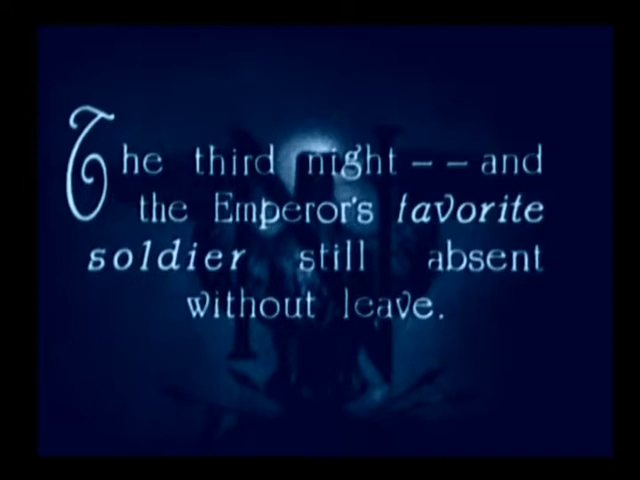 The third night -- and
the Emperor's favorite
soldier still absent
without leave.